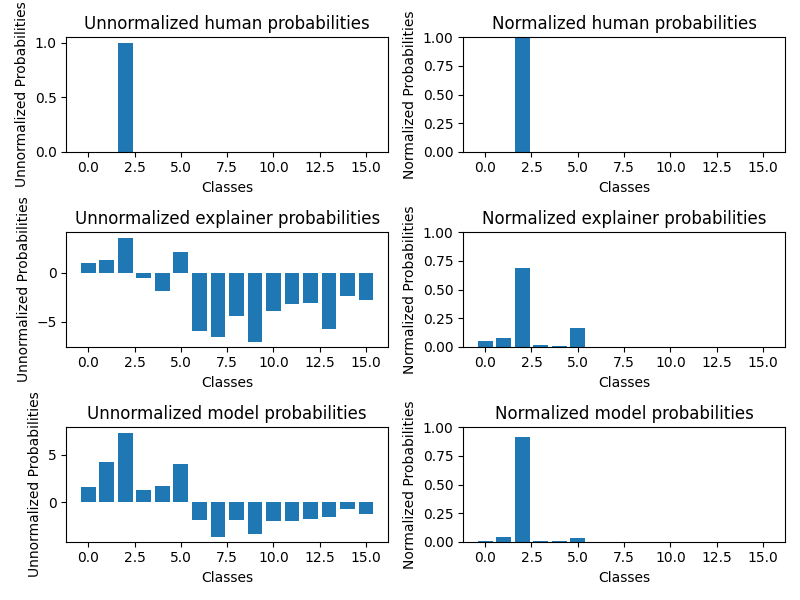 Unnormalized human probabilities
Unnormalized Probabilities
1.0
0.5
0.0
0.0 2.5 5.0 7.5 10.0 12.5 15.0
Classes
Normalized human probabilities
Normalized Probabilities
1.00
0.75
0.50
0.25
0.00
0.0 2.5 5.0 7.5 10.0 12.5 15.0
Classes
Unnormalized explainer probabilities
Unnormalized Probabilities
0
−5
0.0 2.5 5.0 7.5 10.0 12.5 15.0
Classes
Normalized explainer probabilities
Normalized Probabilities
1.00
0.75
0.50
0.25
0.00
0.0 2.5 5.0 7.5 10.0 12.5 15.0
Classes
Unnormalized model probabilities
Unnormalized Probabilities
5
0
0.0 2.5 5.0 7.5 10.0 12.5 15.0
Classes
Normalized model probabilities
Normalized Probabilities
1.00
0.75
0.50
0.25
0.00
0.0 2.5 5.0 7.5 10.0 12.5 15.0
Classes